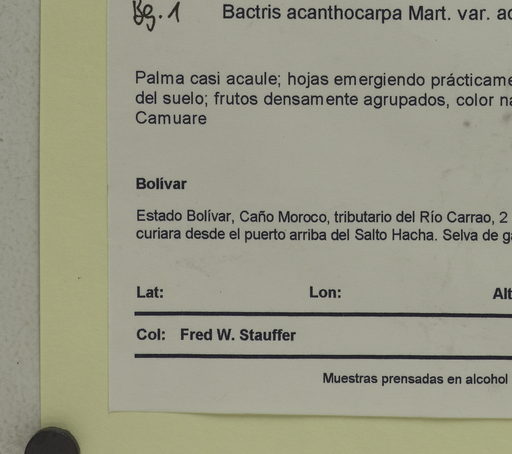 Bg. 1 Bactris acanthocarpa Mart. var.
Palma casi acaule; hojas emergiendo
del suelo; frutos densamente agrupados, color
Camuare
Bolívar
Estado Bolívar, Caño Moroco, tributario del Río Carrao, 2
curiara desde el puerto arriba del Salto Hacha. Selva de
Lat: Lon: Alt
Col: Fred W. Stauffer
Muestras prensadas en alcohol